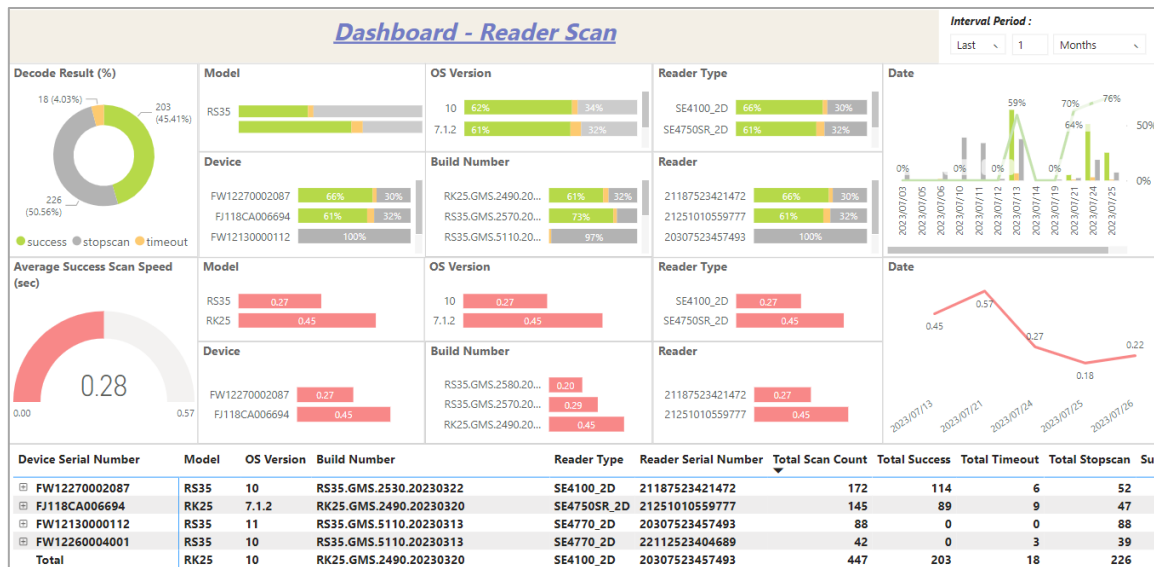 Dashboard - Reader Scan
Interval Period :
Last 1 Months
Decode Result (%)
18 (4.03%)
203
(45.41%)
226
(50.56%)
success stopscan timeout
Model
RS35
OS Version
10 62% 34%
7.1.2 61% 32%
Reader Type
SE4100_2D 66% 30%
SE4750SR_2D 61% 32%
Device
FW12270002087 66% 30%
FJ118CA006694 61% 32%
FW12130000112 100%
Build Number
RK25.GMS.2490.20... 61% 32%
RS35.GMS.2570.20... 73%
RS35.GMS.5110.20... 97%
Reader
21187523421472 66% 30%
21251010559777 61% 32%
20307523457493 100%
Date
59% 70% 76%
64%
50%
0% 0% 0% 0% 0%
2023/07/03 2023/07/05 2023/07/06 2023/07/10 2023/07/11 2023/07/12 2023/07/13 2023/07/14 2023/07/19 2023/07/21 2023/07/24 2023/07/25
Average Success Scan Speed
(sec)
0.28
0.00 0.57
Model
RS35 0.27
RK25 0.45
OS Version
10 0.27
7.1.2 0.45
Reader Type
SE4100_2D 0.27
SE4750SR_2D 0.45
Device
FW12270002087 0.27
FJ118CA006694 0.45
Build Number
RS35.GMS.2580.20... 0.20
RS35.GMS.2570.20... 0.29
RK25.GMS.2490.20... 0.45
Reader
21187523421472 0.27
21251010559777 0.45
Date
0.45 0.57 0.27 0.18 0.22
2023/07/13 2023/07/21 2023/07/24 2023/07/25 2023/07/26
Device Serial Number Model OS Version Build Number Reader Type Reader Serial Number Total Scan Count Total Success Total Timeout Total Stopscan Su
FW12270002087 RS35 10 RS35.GMS.2530.20230322 SE4100_2D 21187523421472 172 114 6 52
FJ118CA006694 RK25 7.1.2 RK25.GMS.2490.20230320 SE4750SR_2D 21251010559777 145 89 9 47
FW12130000112 RS35 11 RS35.GMS.5110.20230313 SE4770_2D 20307523457493 88 0 0 88
FW12260004001 RS35 10 RS35.GMS.5110.20230313 SE4770_2D 22112523404689 42 0 3 39
Total RK25 10 RK25.GMS.2490.20230320 SE4100_2D 20307523457493 447 203 18 226